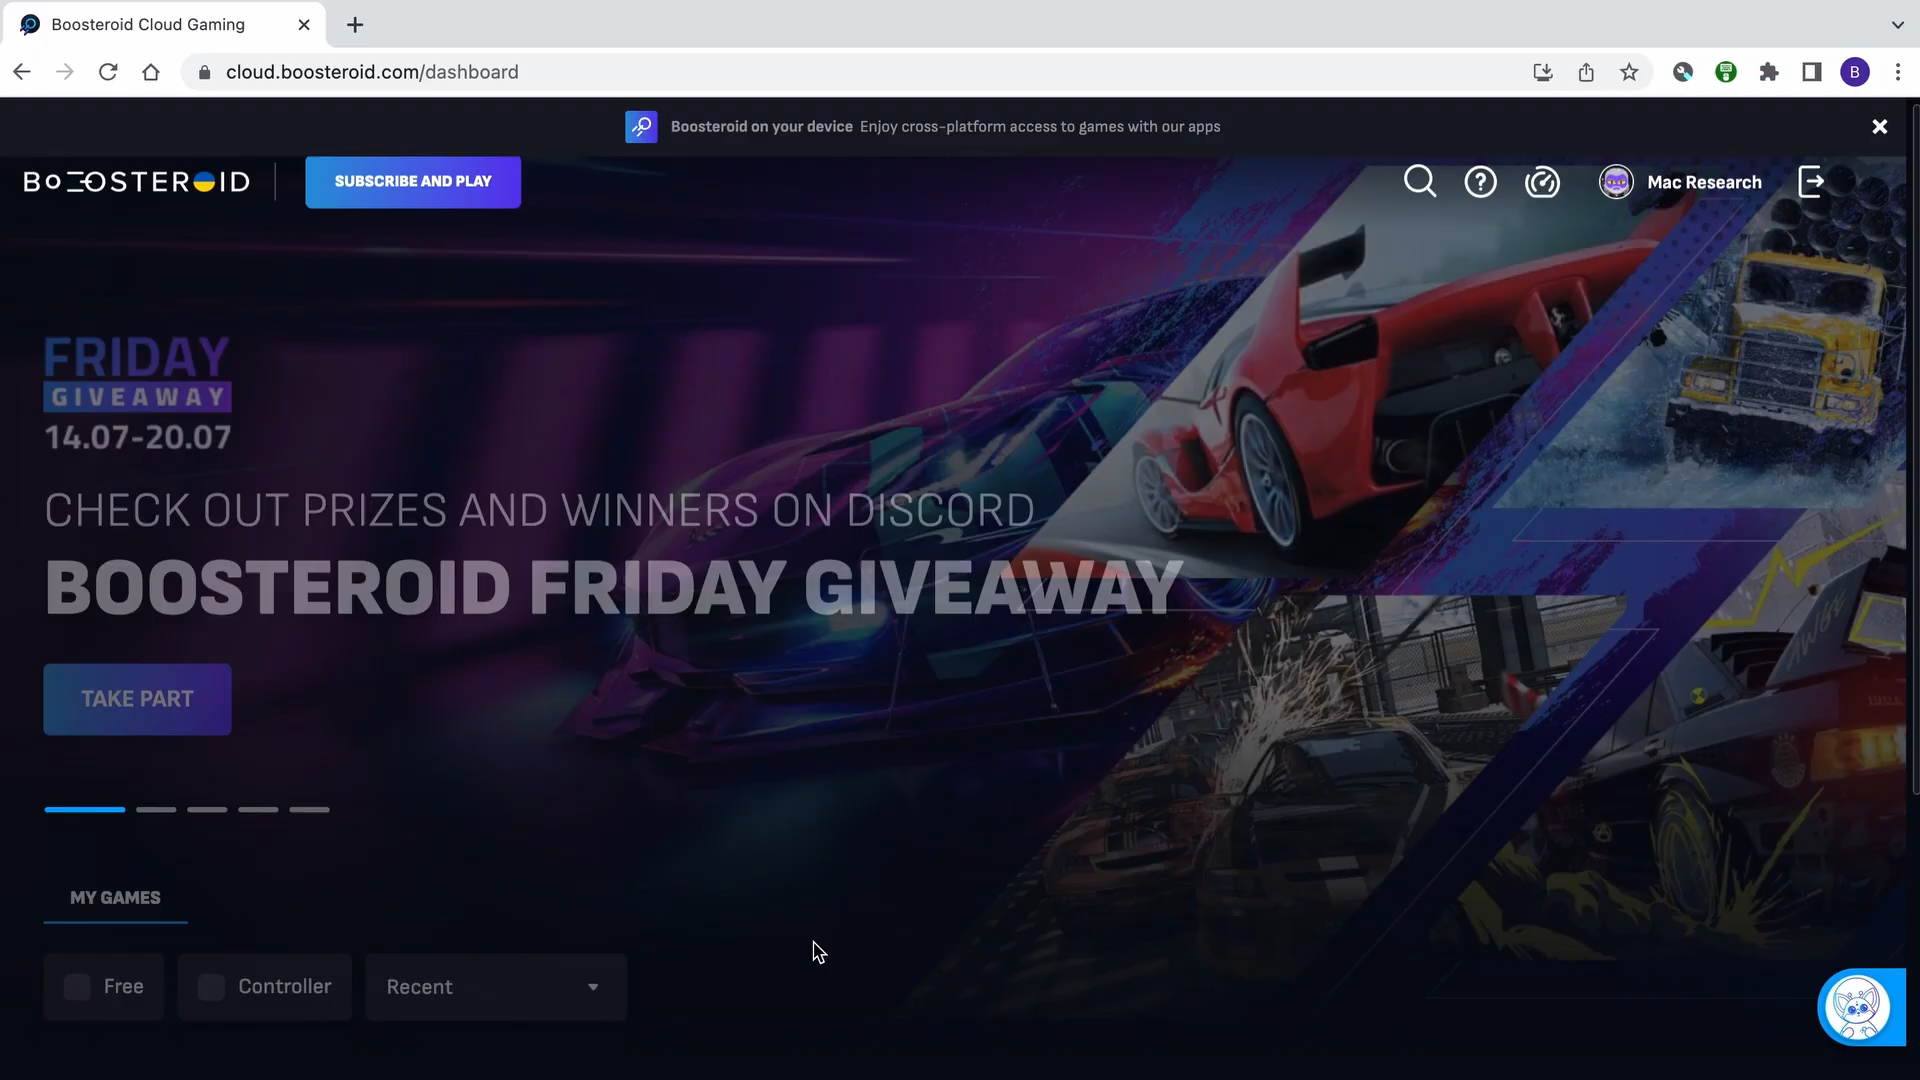 Boosteroid Cloud Gaming
cloud.boosteroid.com/dashboard
B
Boosteroid on your device Enjoy cross-platform access to games with our apps
BOOSTEROID
SUBSCRIBE AND PLAY
Mac Research
FRIDAY
GIVEAWAY
14.07-20.07
CHECK OUT PRIZES AND WINNERS ON DISCORD
BOOSTEROID FRIDAY GIVEAWAY
TAKE PART
MY GAMES
Free
Controller
Recent